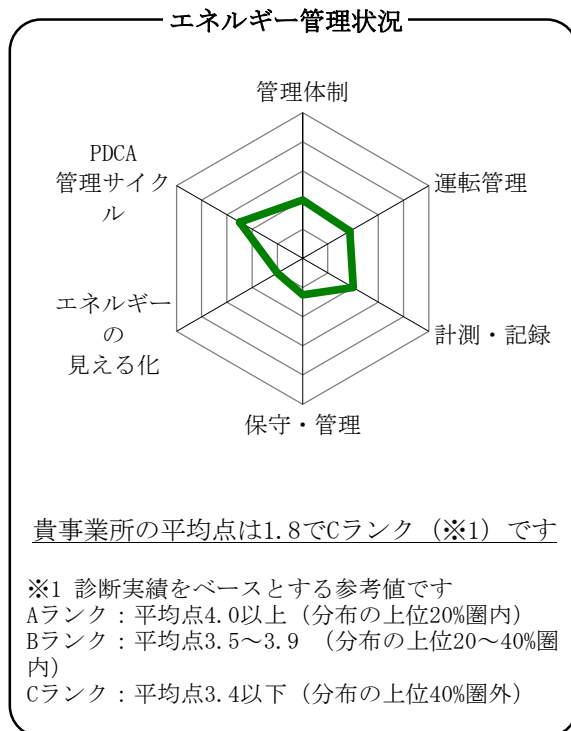 エネルギー管理状況
管理体制
PDCA
管理サイク
ル
運転管理
エネルギー
の
見える化
計測・記録
保守・管理
貴事業所の平均点は1.8でCランク（※1）です
※1 診断実績をベースとする参考値です
Aランク：平均点4.0以上（分布の上位20%圏内）
Bランク：平均点3.5～3.9 （分布の上位20～40%圏
内）
Cランク：平均点3.4以下（分布の上位40%圏外）